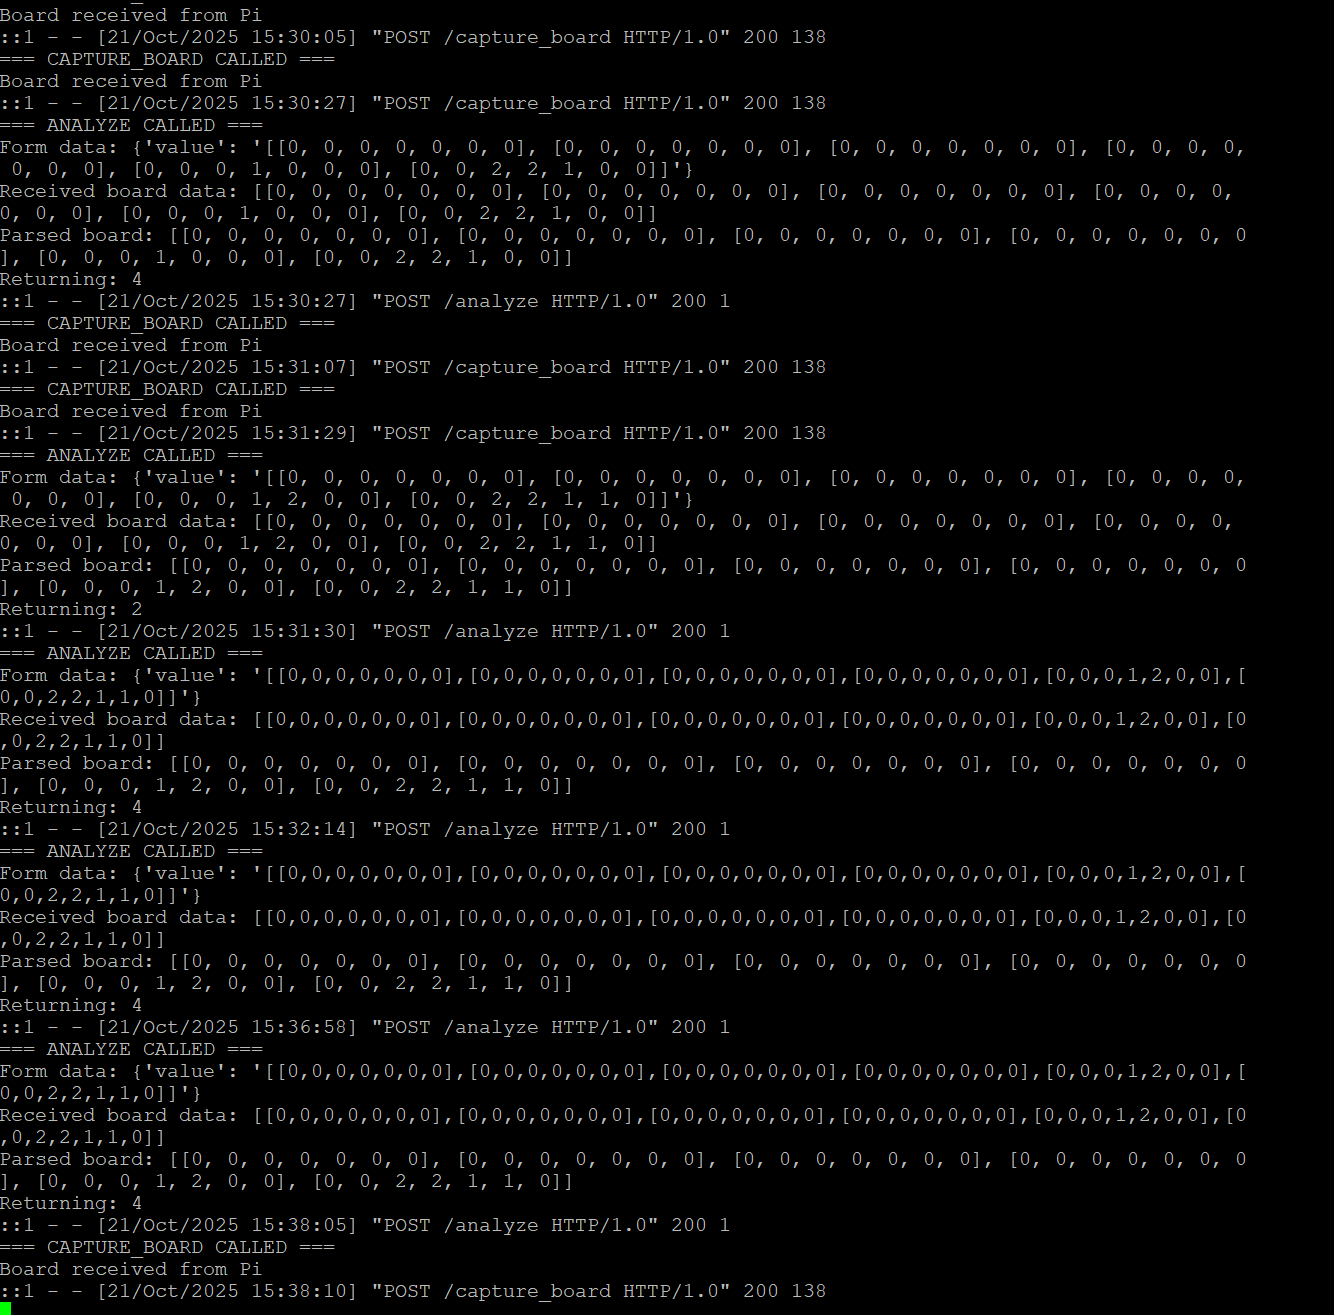 Board received from Pi
::1 - - [21/Oct/2025 15:30:05] "POST /capture_board HTTP/1.0" 200 138
=== CAPTURE_BOARD CALLED ===
Board received from Pi
::1 - - [21/Oct/2025 15:30:27] "POST /capture_board HTTP/1.0" 200 138
=== ANALYZE CALLED ===
Form data: {'value': '[[0, 0, 0, 0, 0, 0, 0], [0, 0, 0, 0, 0, 0, 0], [0, 0, 0, 0, 0, 0, 0], [0, 0, 0, 0,
 0, 0, 0], [0, 0, 0, 1, 0, 0, 0], [0, 0, 2, 2, 1, 0, 0]]'}
Received board data: [[0, 0, 0, 0, 0, 0, 0], [0, 0, 0, 0, 0, 0, 0], [0, 0, 0, 0, 0, 0, 0], [0, 0, 0, 0,
0, 0, 0], [0, 0, 0, 1, 0, 0, 0], [0, 0, 2, 2, 1, 0, 0]]
Parsed board: [[0, 0, 0, 0, 0, 0, 0], [0, 0, 0, 0, 0, 0, 0], [0, 0, 0, 0, 0, 0, 0], [0, 0, 0, 0, 0, 0, 0
], [0, 0, 0, 1, 0, 0, 0], [0, 0, 2, 2, 1, 0, 0]]
Returning: 4
::1 - - [21/Oct/2025 15:30:27] "POST /analyze HTTP/1.0" 200 1
=== CAPTURE_BOARD CALLED ===
Board received from Pi
::1 - - [21/Oct/2025 15:31:07] "POST /capture_board HTTP/1.0" 200 138
=== CAPTURE_BOARD CALLED ===
Board received from Pi
::1 - - [21/Oct/2025 15:31:29] "POST /capture_board HTTP/1.0" 200 138
=== ANALYZE CALLED ===
Form data: {'value': '[[0, 0, 0, 0, 0, 0, 0], [0, 0, 0, 0, 0, 0, 0], [0, 0, 0, 0, 0, 0, 0], [0, 0, 0, 0,
 0, 0, 0], [0, 0, 0, 1, 2, 0, 0], [0, 0, 2, 2, 1, 1, 0]]'}
Received board data: [[0, 0, 0, 0, 0, 0, 0], [0, 0, 0, 0, 0, 0, 0], [0, 0, 0, 0, 0, 0, 0], [0, 0, 0, 0,
0, 0, 0], [0, 0, 0, 1, 2, 0, 0], [0, 0, 2, 2, 1, 1, 0]]
Parsed board: [[0, 0, 0, 0, 0, 0, 0], [0, 0, 0, 0, 0, 0, 0], [0, 0, 0, 0, 0, 0, 0], [0, 0, 0, 0, 0, 0, 0
], [0, 0, 0, 1, 2, 0, 0], [0, 0, 2, 2, 1, 1, 0]]
Returning: 2
::1 - - [21/Oct/2025 15:31:30] "POST /analyze HTTP/1.0" 200 1
=== ANALYZE CALLED ===
Form data: {'value': '[[0,0,0,0,0,0,0],[0,0,0,0,0,0,0],[0,0,0,0,0,0,0],[0,0,0,0,0,0,0],[0,0,0,1,2,0,0],[
0,0,2,2,1,1,0]]'}
Received board data: [[0,0,0,0,0,0,0],[0,0,0,0,0,0,0],[0,0,0,0,0,0,0],[0,0,0,0,0,0,0],[0,0,0,1,2,0,0],[0
,0,2,2,1,1,0]]
Parsed board: [[0, 0, 0, 0, 0, 0, 0], [0, 0, 0, 0, 0, 0, 0], [0, 0, 0, 0, 0, 0, 0], [0, 0, 0, 0, 0, 0, 0
], [0, 0, 0, 1, 2, 0, 0], [0, 0, 2, 2, 1, 1, 0]]
Returning: 4
::1 - - [21/Oct/2025 15:32:14] "POST /analyze HTTP/1.0" 200 1
=== ANALYZE CALLED ===
Form data: {'value': '[[0,0,0,0,0,0,0],[0,0,0,0,0,0,0],[0,0,0,0,0,0,0],[0,0,0,0,0,0,0],[0,0,0,1,2,0,0],[
0,0,2,2,1,1,0]]'}
Received board data: [[0,0,0,0,0,0,0],[0,0,0,0,0,0,0],[0,0,0,0,0,0,0],[0,0,0,0,0,0,0],[0,0,0,1,2,0,0],[0
,0,2,2,1,1,0]]
Parsed board: [[0, 0, 0, 0, 0, 0, 0], [0, 0, 0, 0, 0, 0, 0], [0, 0, 0, 0, 0, 0, 0], [0, 0, 0, 0, 0, 0, 0
], [0, 0, 0, 1, 2, 0, 0], [0, 0, 2, 2, 1, 1, 0]]
Returning: 4
::1 - - [21/Oct/2025 15:36:58] "POST /analyze HTTP/1.0" 200 1
=== ANALYZE CALLED ===
Form data: {'value': '[[0,0,0,0,0,0,0],[0,0,0,0,0,0,0],[0,0,0,0,0,0,0],[0,0,0,0,0,0,0],[0,0,0,1,2,0,0],[
0,0,2,2,1,1,0]]'}
Received board data: [[0,0,0,0,0,0,0],[0,0,0,0,0,0,0],[0,0,0,0,0,0,0],[0,0,0,0,0,0,0],[0,0,0,1,2,0,0],[0
,0,2,2,1,1,0]]
Parsed board: [[0, 0, 0, 0, 0, 0, 0], [0, 0, 0, 0, 0, 0, 0], [0, 0, 0, 0, 0, 0, 0], [0, 0, 0, 0, 0, 0, 0
], [0, 0, 0, 1, 2, 0, 0], [0, 0, 2, 2, 1, 1, 0]]
Returning: 4
::1 - - [21/Oct/2025 15:38:05] "POST /analyze HTTP/1.0" 200 1
=== CAPTURE_BOARD CALLED ===
Board received from Pi
::1 - - [21/Oct/2025 15:38:10] "POST /capture_board HTTP/1.0" 200 138